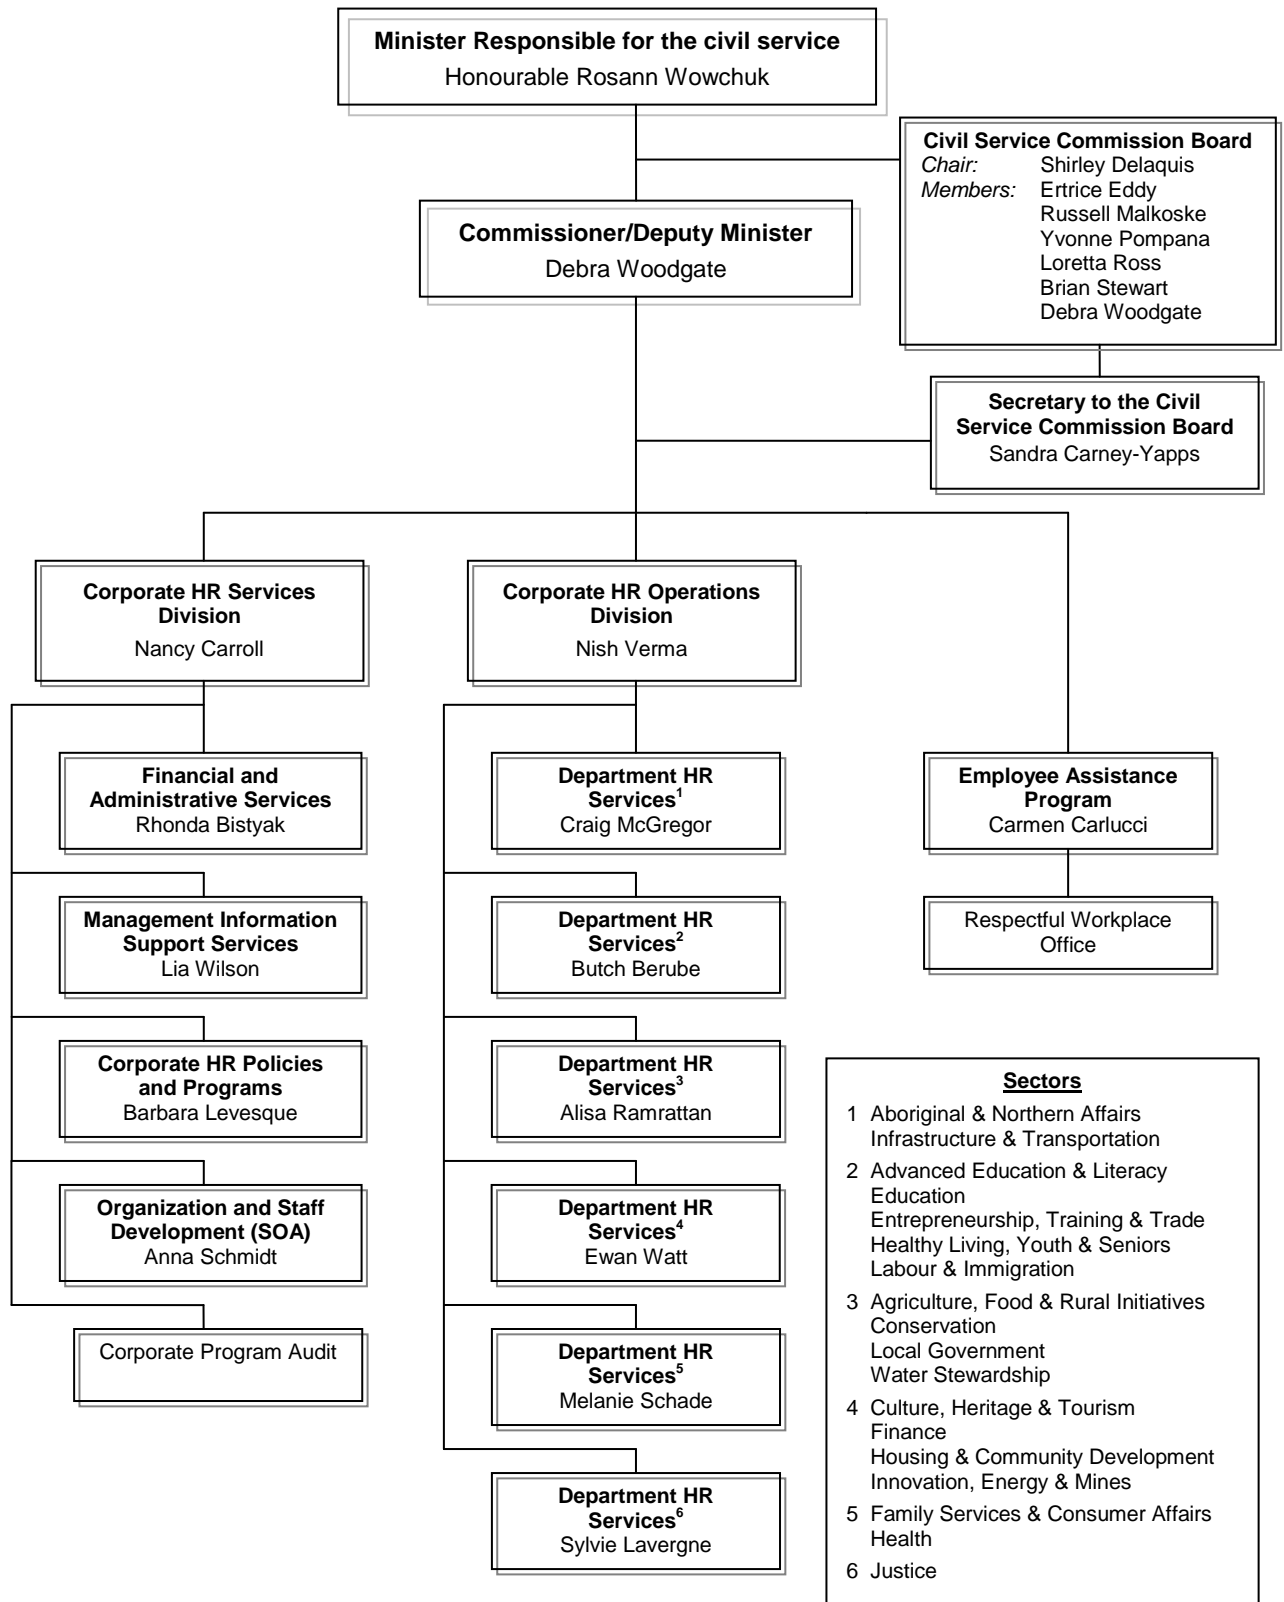 Minister Responsible for the civil service
Honourable Rosann Wowchuk
Civil Service Commission Board
Chair: Shirley Delaquis
Members: Ertrice Eddy
Russell Malkoske
Yvonne Pompana
Loretta Ross
Brian Stewart
Debra Woodgate
Commissioner/Deputy Minister
Debra Woodgate
Secretary to the Civil
Service Commission Board
Sandra Carney-Yapps
Corporate HR Services
Division
Nancy Carroll
Corporate HR Operations
Division
Nish Verma
Financial and
Administrative Services
Rhonda Bistyak
Department HR
Services1
Craig McGregor
Employee Assistance
Program
Carmen Carlucci
Management Information
Support Services
Lia Wilson
Department HR
Services2
Butch Berube
Respectful Workplace
Office
Corporate HR Policies
and Programs
Barbara Levesque
Department HR
Services3
Alisa Ramrattan
Organization and Staff
Development (SOA)
Anna Schmidt
Department HR
Services4
Ewan Watt
Corporate Program Audit
Department HR
Services5
Melanie Schade
Department HR
Services6
Sylvie Lavergne
Sectors
1 Aboriginal & Northern Affairs
Infrastructure & Transportation
2 Advanced Education & Literacy
Education
Entrepreneurship, Training & Trade
Healthy Living, Youth & Seniors
Labour & Immigration
3 Agriculture, Food & Rural Initiatives
Conservation
Local Government
Water Stewardship
4 Culture, Heritage & Tourism
Finance
Housing & Community Development
Innovation, Energy & Mines
5 Family Services & Consumer Affairs
Health
6 Justice